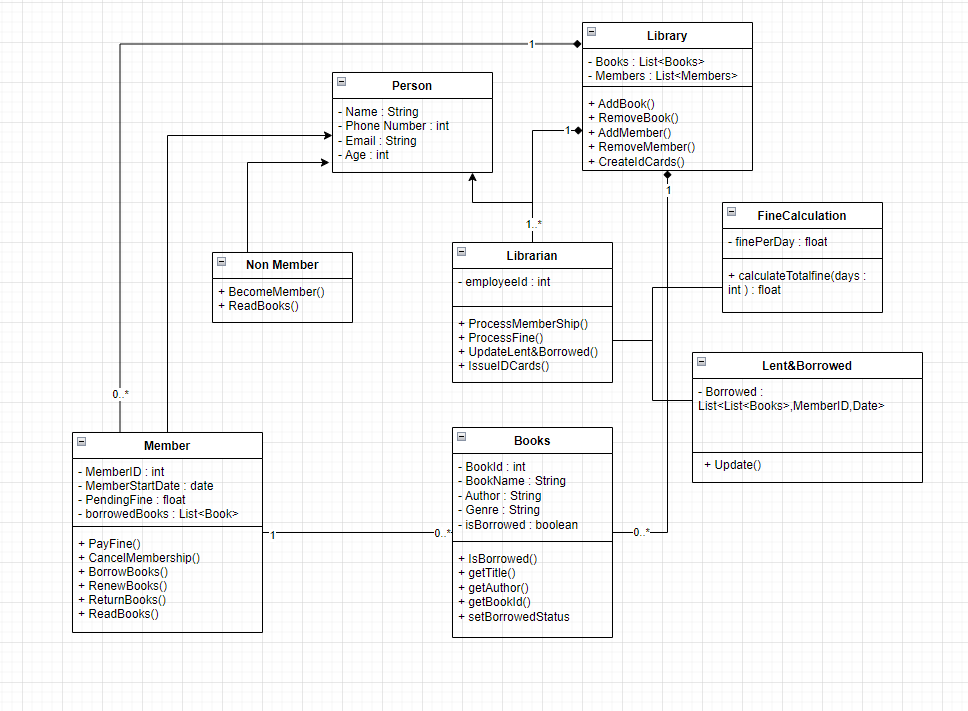 Library
- Books : List<Books>
- Members : List<Members>
+ AddBook()
+ RemoveBook()
+ AddMember()
+ RemoveMember()
+ CreateIdCards()
1
1
1
Person
- Name : String
- Phone Number : int
- Email : String
- Age : int
FineCalculation
- finePerDay : float
+ calculateTotalfine(days :
int ) : float
1..*
Librarian
- employeeId : int
+ ProcessMemberShip()
+ ProcessFine()
+ UpdateLent&Borrowed()
+ IssueIDCards()
Non Member
+ BecomeMember()
+ ReadBooks()
Lent&Borrowed
- Borrowed :
List<List<Books>,MemberID,Date>
+ Update()
0..*
Member
- MemberID : int
- MemberStartDate : date
- PendingFine : float
- borrowedBooks : List<Book>
+ PayFine()
+ CancelMembership()
+ BorrowBooks()
+ RenewBooks()
+ ReturnBooks()
+ ReadBooks()
1
0..*
Books
- BookId : int
- BookName : String
- Author : String
- Genre : String
- isBorrowed : boolean
+ IsBorrowed()
+ getTitle()
+ getAuthor()
+ getBookId()
+ setBorrowedStatus
0..*